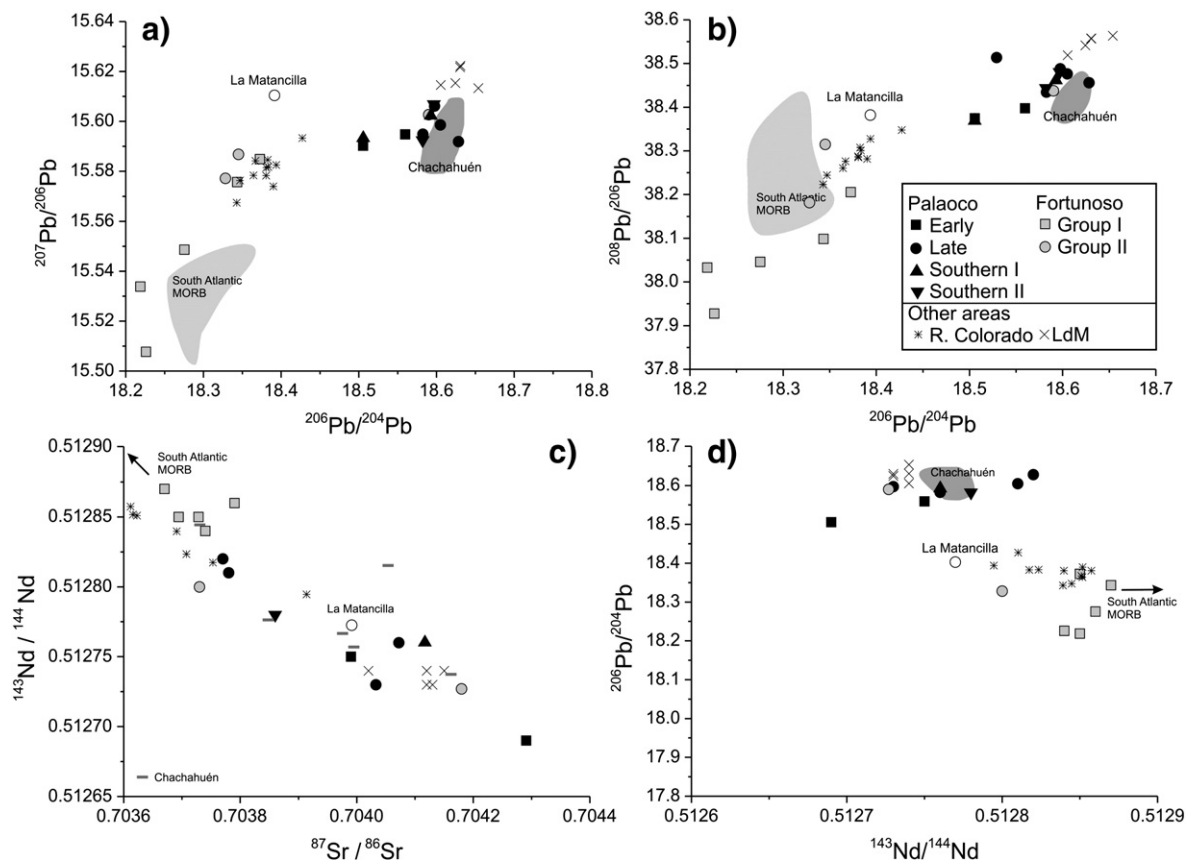 a)
15.64
15.62
15.60
15.58
15.56
15.54
15.52
15.50
²⁰⁷Pb/²⁰⁶Pb
La Matancilla
Chachahuén
South Atlantic
MORB
18.2 18.3 18.4 18.5 18.6 18.7 18.8
²⁰⁶Pb/²⁰⁴Pb
b)
38.6
38.5
38.4
38.3
38.2
38.1
38.0
37.9
37.8
²⁰⁸Pb/²⁰⁶Pb
La Matancilla
Chachahuén
South Atlantic
MORB
Palaoco Fortunoso
Early Group I
Late Group II
Southern I
Southern II
Other areas
R. Colorado LdM
18.2 18.3 18.4 18.5 18.6 18.7
²⁰⁶Pb/²⁰⁴Pb
c)
0.51290
0.51285
0.51280
0.51275
0.51270
0.51265
¹⁴³Nd / ¹⁴⁴Nd
South Atlantic
MORB
La Matancilla
Chachahuén
0.7036 0.7038 0.7040 0.7042 0.7044
⁸⁷Sr / ⁸⁶Sr
d)
18.7
18.6
18.5
18.4
18.3
18.2
18.1
18.0
17.9
17.8
²⁰⁶Pb/²⁰⁴Pb
Chachahuén
La Matancilla
South Atlantic
MORB
0.5126 0.5127 0.5128 0.5129
¹⁴³Nd/¹⁴⁴Nd